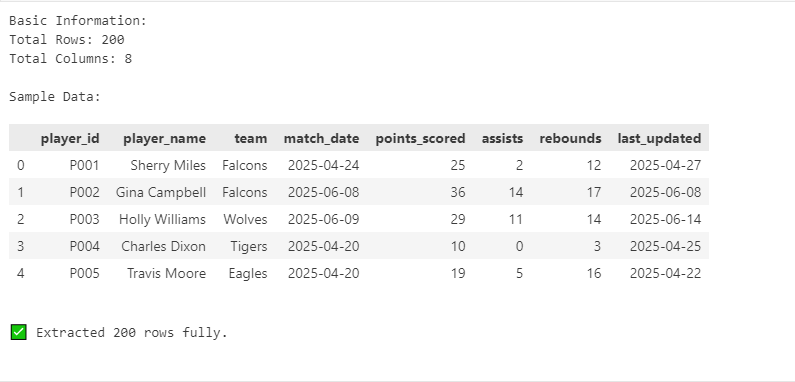 Basic Information:
Total Rows: 200
Total Columns: 8
Sample Data:
player_id player_name team match_date points_scored assists rebounds last_updated
0 P001 Sherry Miles Falcons 2025-04-24 25 2 12 2025-04-27
1 P002 Gina Campbell Falcons 2025-06-08 36 14 17 2025-06-08
2 P003 Holly Williams Wolves 2025-06-09 29 11 14 2025-06-14
3 P004 Charles Dixon Tigers 2025-04-20 10 0 3 2025-04-25
4 P005 Travis Moore Eagles 2025-04-20 19 5 16 2025-04-22
✅ Extracted 200 rows fully.